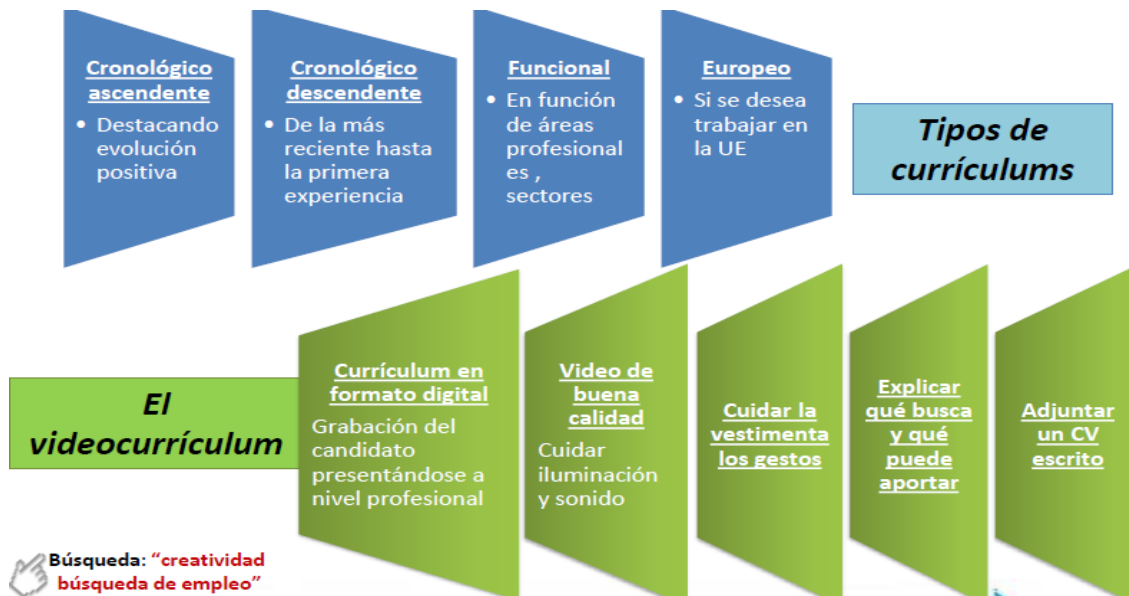 Cronológico
ascendente
• Destacando
evolución
positiva
Cronológico
descendente
• De la más
reciente hasta
la primera
experiencia
Funcional
• En función
de áreas
profesional
es ,
sectores
Europeo
• Si se desea
trabajar en
la UE
Tipos de
currículums
El
videocurrículum
Currículum en
formato digital
Grabación del
candidato
presentándose a
nivel profesional
Video de
buena
calidad
Cuidar
iluminación
y sonido
Cuidar la
vestimenta
los gestos
Explicar
qué busca
y qué
puede
aportar
Adjuntar
un CV
escrito
Búsqueda: “creatividad
búsqueda de empleo”